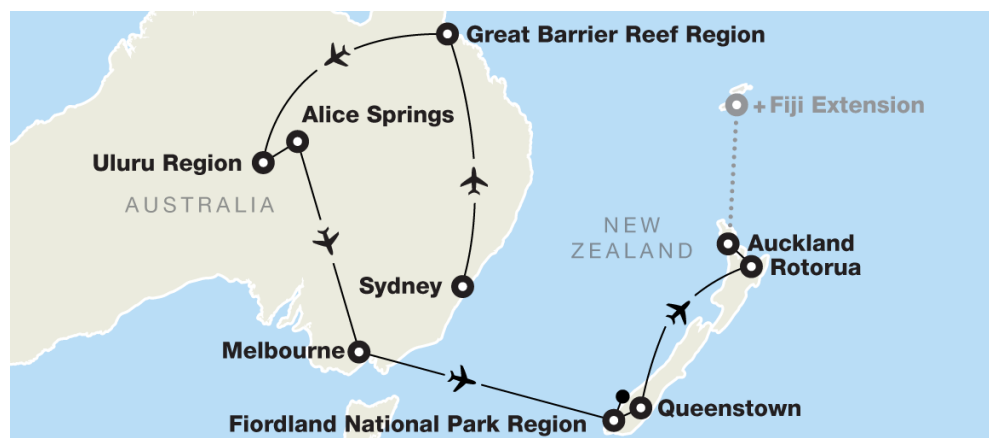 Great Barrier Reef Region
+ Fiji Extension
Alice Springs
Uluru Region
AUSTRALIA
NEW
ZEALAND
Auckland
Rotorua
Sydney
Melbourne
Queenstown
Fiordland National Park Region